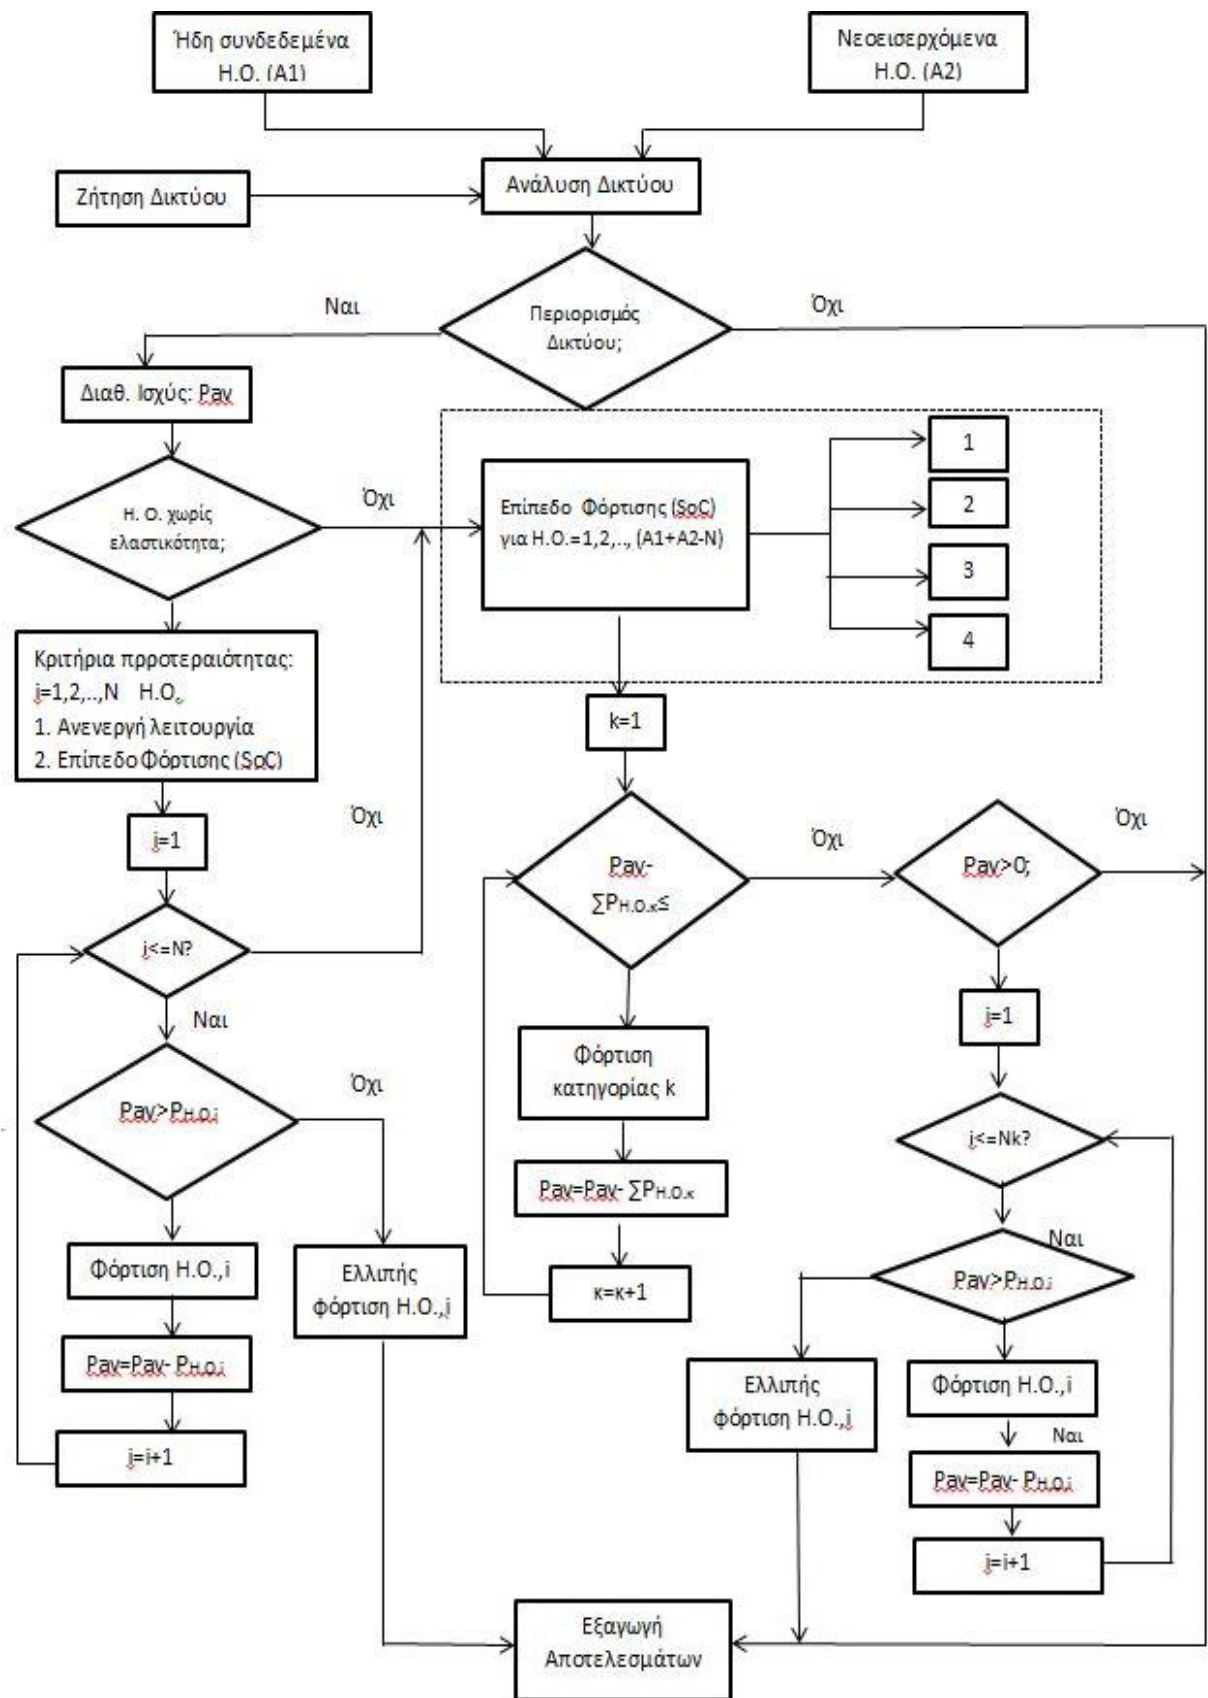 Ήδη συνδεδεμένα
Η.Ο. (Α1)
Νεοεισερχόμενα
Η.Ο. (Α2)
Ζήτηση Δικτύου
Ανάλυση Δικτύου
Περιορισμός
Δικτύου;
Ναι
Όχι
Διαθ. Ισχύς: Pav
Η. Ο. χωρίς
ελαστικότητα;
Όχι
Επίπεδο Φόρτισης (SoC)
για Η.Ο.=1,2,.., (Α1+Α2-Ν)
1
2
3
4
Κριτήρια πρροτεραιότητας:
i=1,2,..,N Η.Ο.
1. Ανενεργή λειτουργία
2. Επίπεδο Φόρτισης (SoC)
i=1
Όχι
i<=N?
Ναι
Pav>PH.O.i
Όχι
Φόρτιση Η.Ο.,i
Pav=Pav- PH.O.i
i=i+1
Ελλιπής
φόρτιση Η.Ο.,i
k=1
Pav-
∑PH.O.κ≤
Όχι
Φόρτιση
κατηγορίας k
Pav=Pav- ∑PH.O.κ
κ=κ+1
Pav>0;
Όχι
i=1
i<=Nk?
Ναι
Pav>PH.O.i
Ελλιπής
φόρτιση Η.Ο.,i
Φόρτιση Η.Ο.,i
Ναι
Pav=Pav- PH.O.i
i=i+1
Εξαγωγή
Αποτελεσμάτων